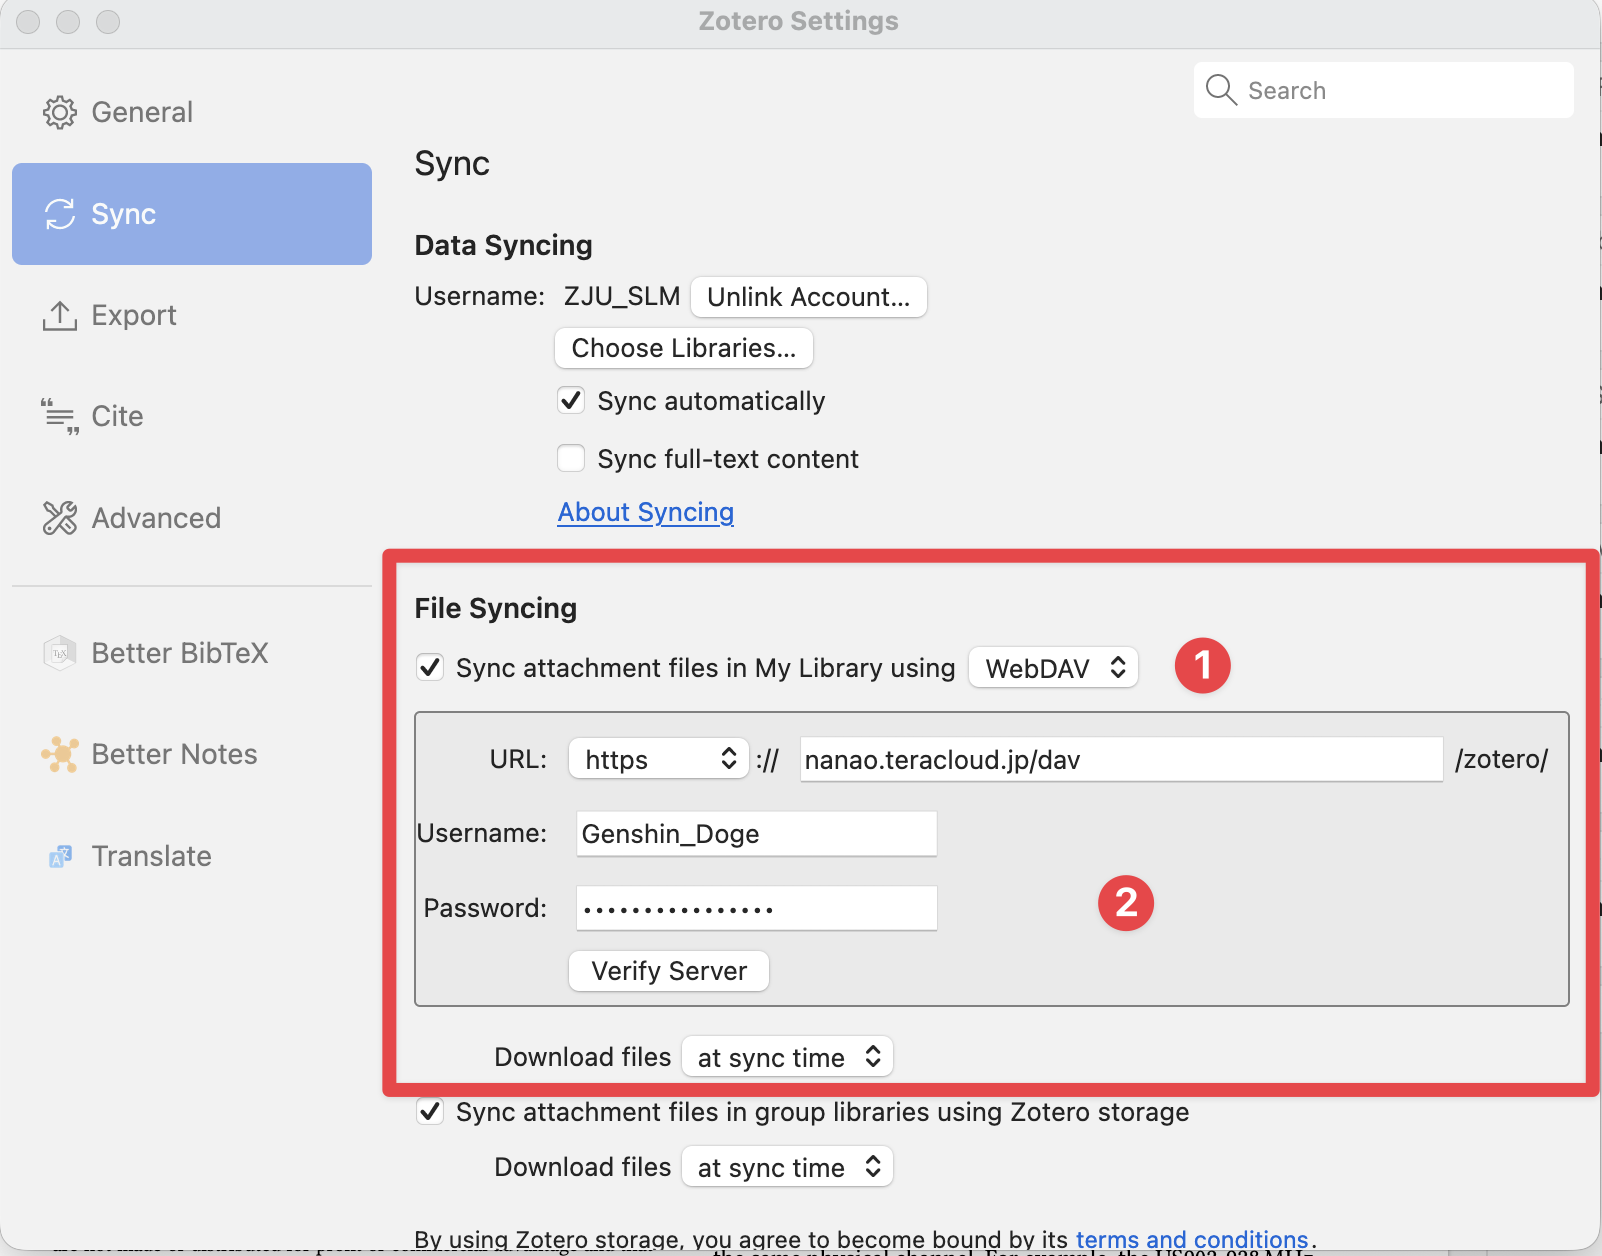 Zotero Settings
Search
General
Sync
Export
Cite
Advanced
Better BibTeX
Better Notes
Translate
Sync
Data Syncing
Username: ZJU_SLM Unlink Account...
Choose Libraries...
Sync automatically
Sync full-text content
About Syncing
File Syncing
Sync attachment files in My Library using WebDAV 1
URL: https :// nanao.teracloud.jp/dav /zotero/
Username: Genshin_Doge
Password: ••••••••••••••••
2
Verify Server
Download files at sync time
Sync attachment files in group libraries using Zotero storage
Download files at sync time
By using Zotero storage, you agree to become bound by its terms and conditions.